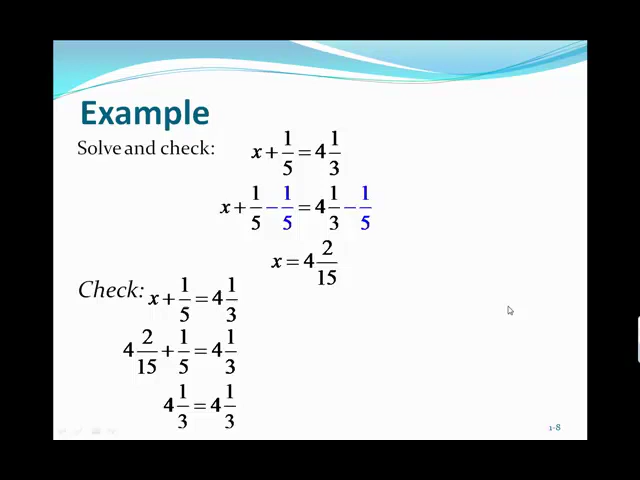 Example
Solve and check: x + 1/5 = 4 1/3
x + 1/5 − 1/5 = 4 1/3 − 1/5
x = 4 2/15
Check: x + 1/5 = 4 1/3
4 2/15 + 1/5 = 4 1/3
4 1/3 = 4 1/3
1-8